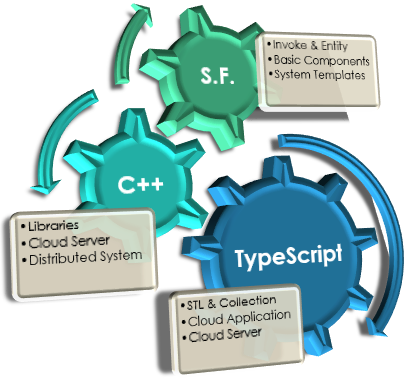 S.F.
• Invoke & Entity
• Basic Components
• System Templates
C++
• Libraries
• Cloud Server
• Distributed System
TypeScript
• STL & Collection
• Cloud Application
• Cloud Server